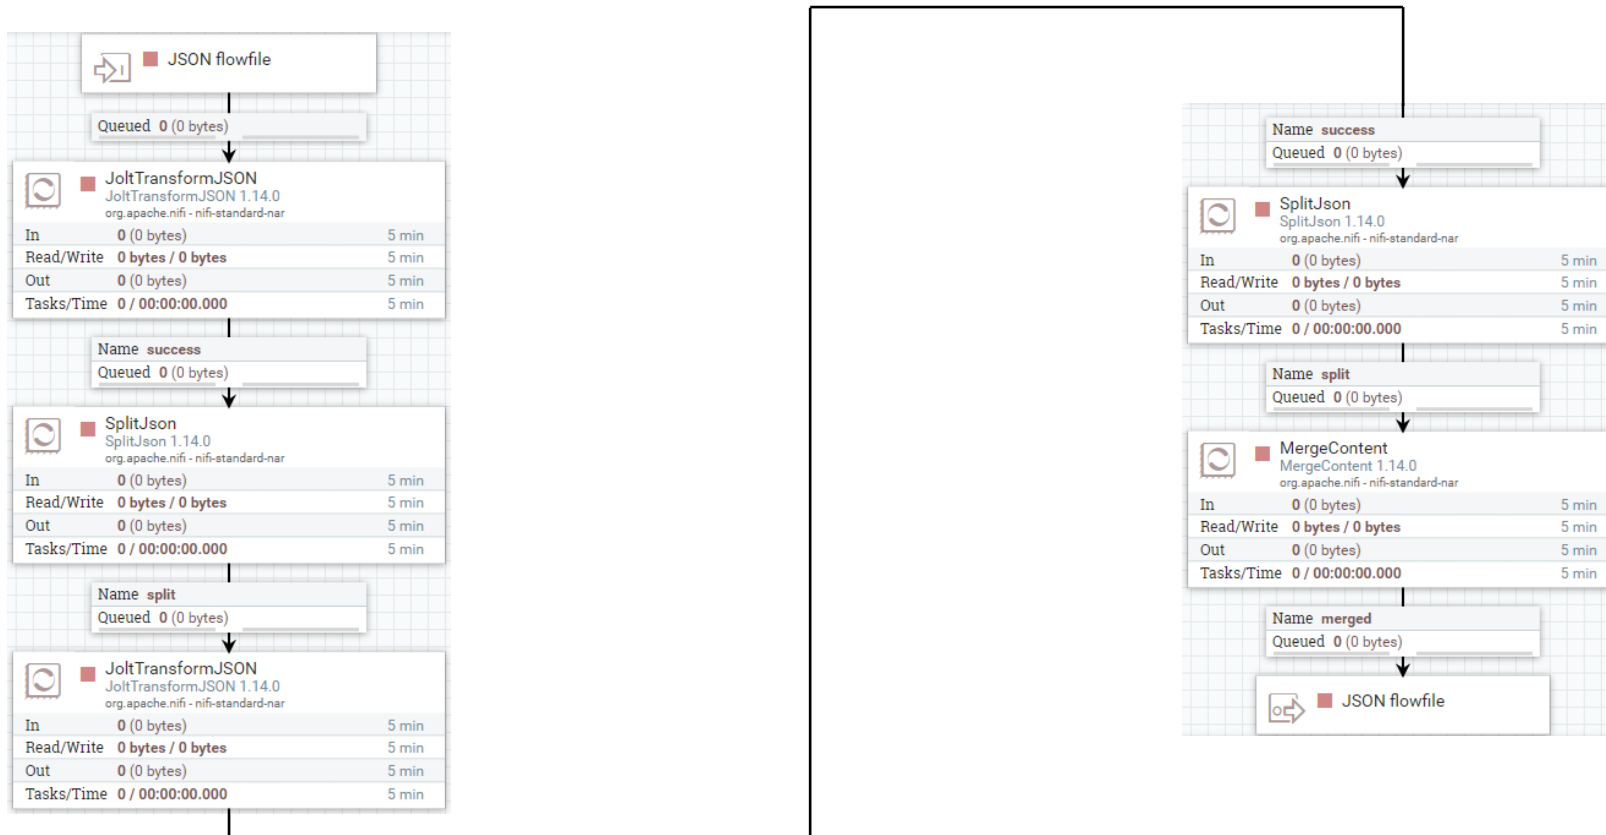 JSON flowfile
Queued 0 (0 bytes)
JoltTransformJSON
JoltTransformJSON 1.14.0
org.apache.nifi - nifi-standard-nar
In 0 (0 bytes) 5 min
Read/Write 0 bytes / 0 bytes 5 min
Out 0 (0 bytes) 5 min
Tasks/Time 0 / 00:00:00.000 5 min
Name success
Queued 0 (0 bytes)
SplitJson
SplitJson 1.14.0
org.apache.nifi - nifi-standard-nar
In 0 (0 bytes) 5 min
Read/Write 0 bytes / 0 bytes 5 min
Out 0 (0 bytes) 5 min
Tasks/Time 0 / 00:00:00.000 5 min
Name split
Queued 0 (0 bytes)
JoltTransformJSON
JoltTransformJSON 1.14.0
org.apache.nifi - nifi-standard-nar
In 0 (0 bytes) 5 min
Read/Write 0 bytes / 0 bytes 5 min
Out 0 (0 bytes) 5 min
Tasks/Time 0 / 00:00:00.000 5 min
Name success
Queued 0 (0 bytes)
SplitJson
SplitJson 1.14.0
org.apache.nifi - nifi-standard-nar
In 0 (0 bytes) 5 min
Read/Write 0 bytes / 0 bytes 5 min
Out 0 (0 bytes) 5 min
Tasks/Time 0 / 00:00:00.000 5 min
Name split
Queued 0 (0 bytes)
MergeContent
MergeContent 1.14.0
org.apache.nifi - nifi-standard-nar
In 0 (0 bytes) 5 min
Read/Write 0 bytes / 0 bytes 5 min
Out 0 (0 bytes) 5 min
Tasks/Time 0 / 00:00:00.000 5 min
Name merged
Queued 0 (0 bytes)
JSON flowfile